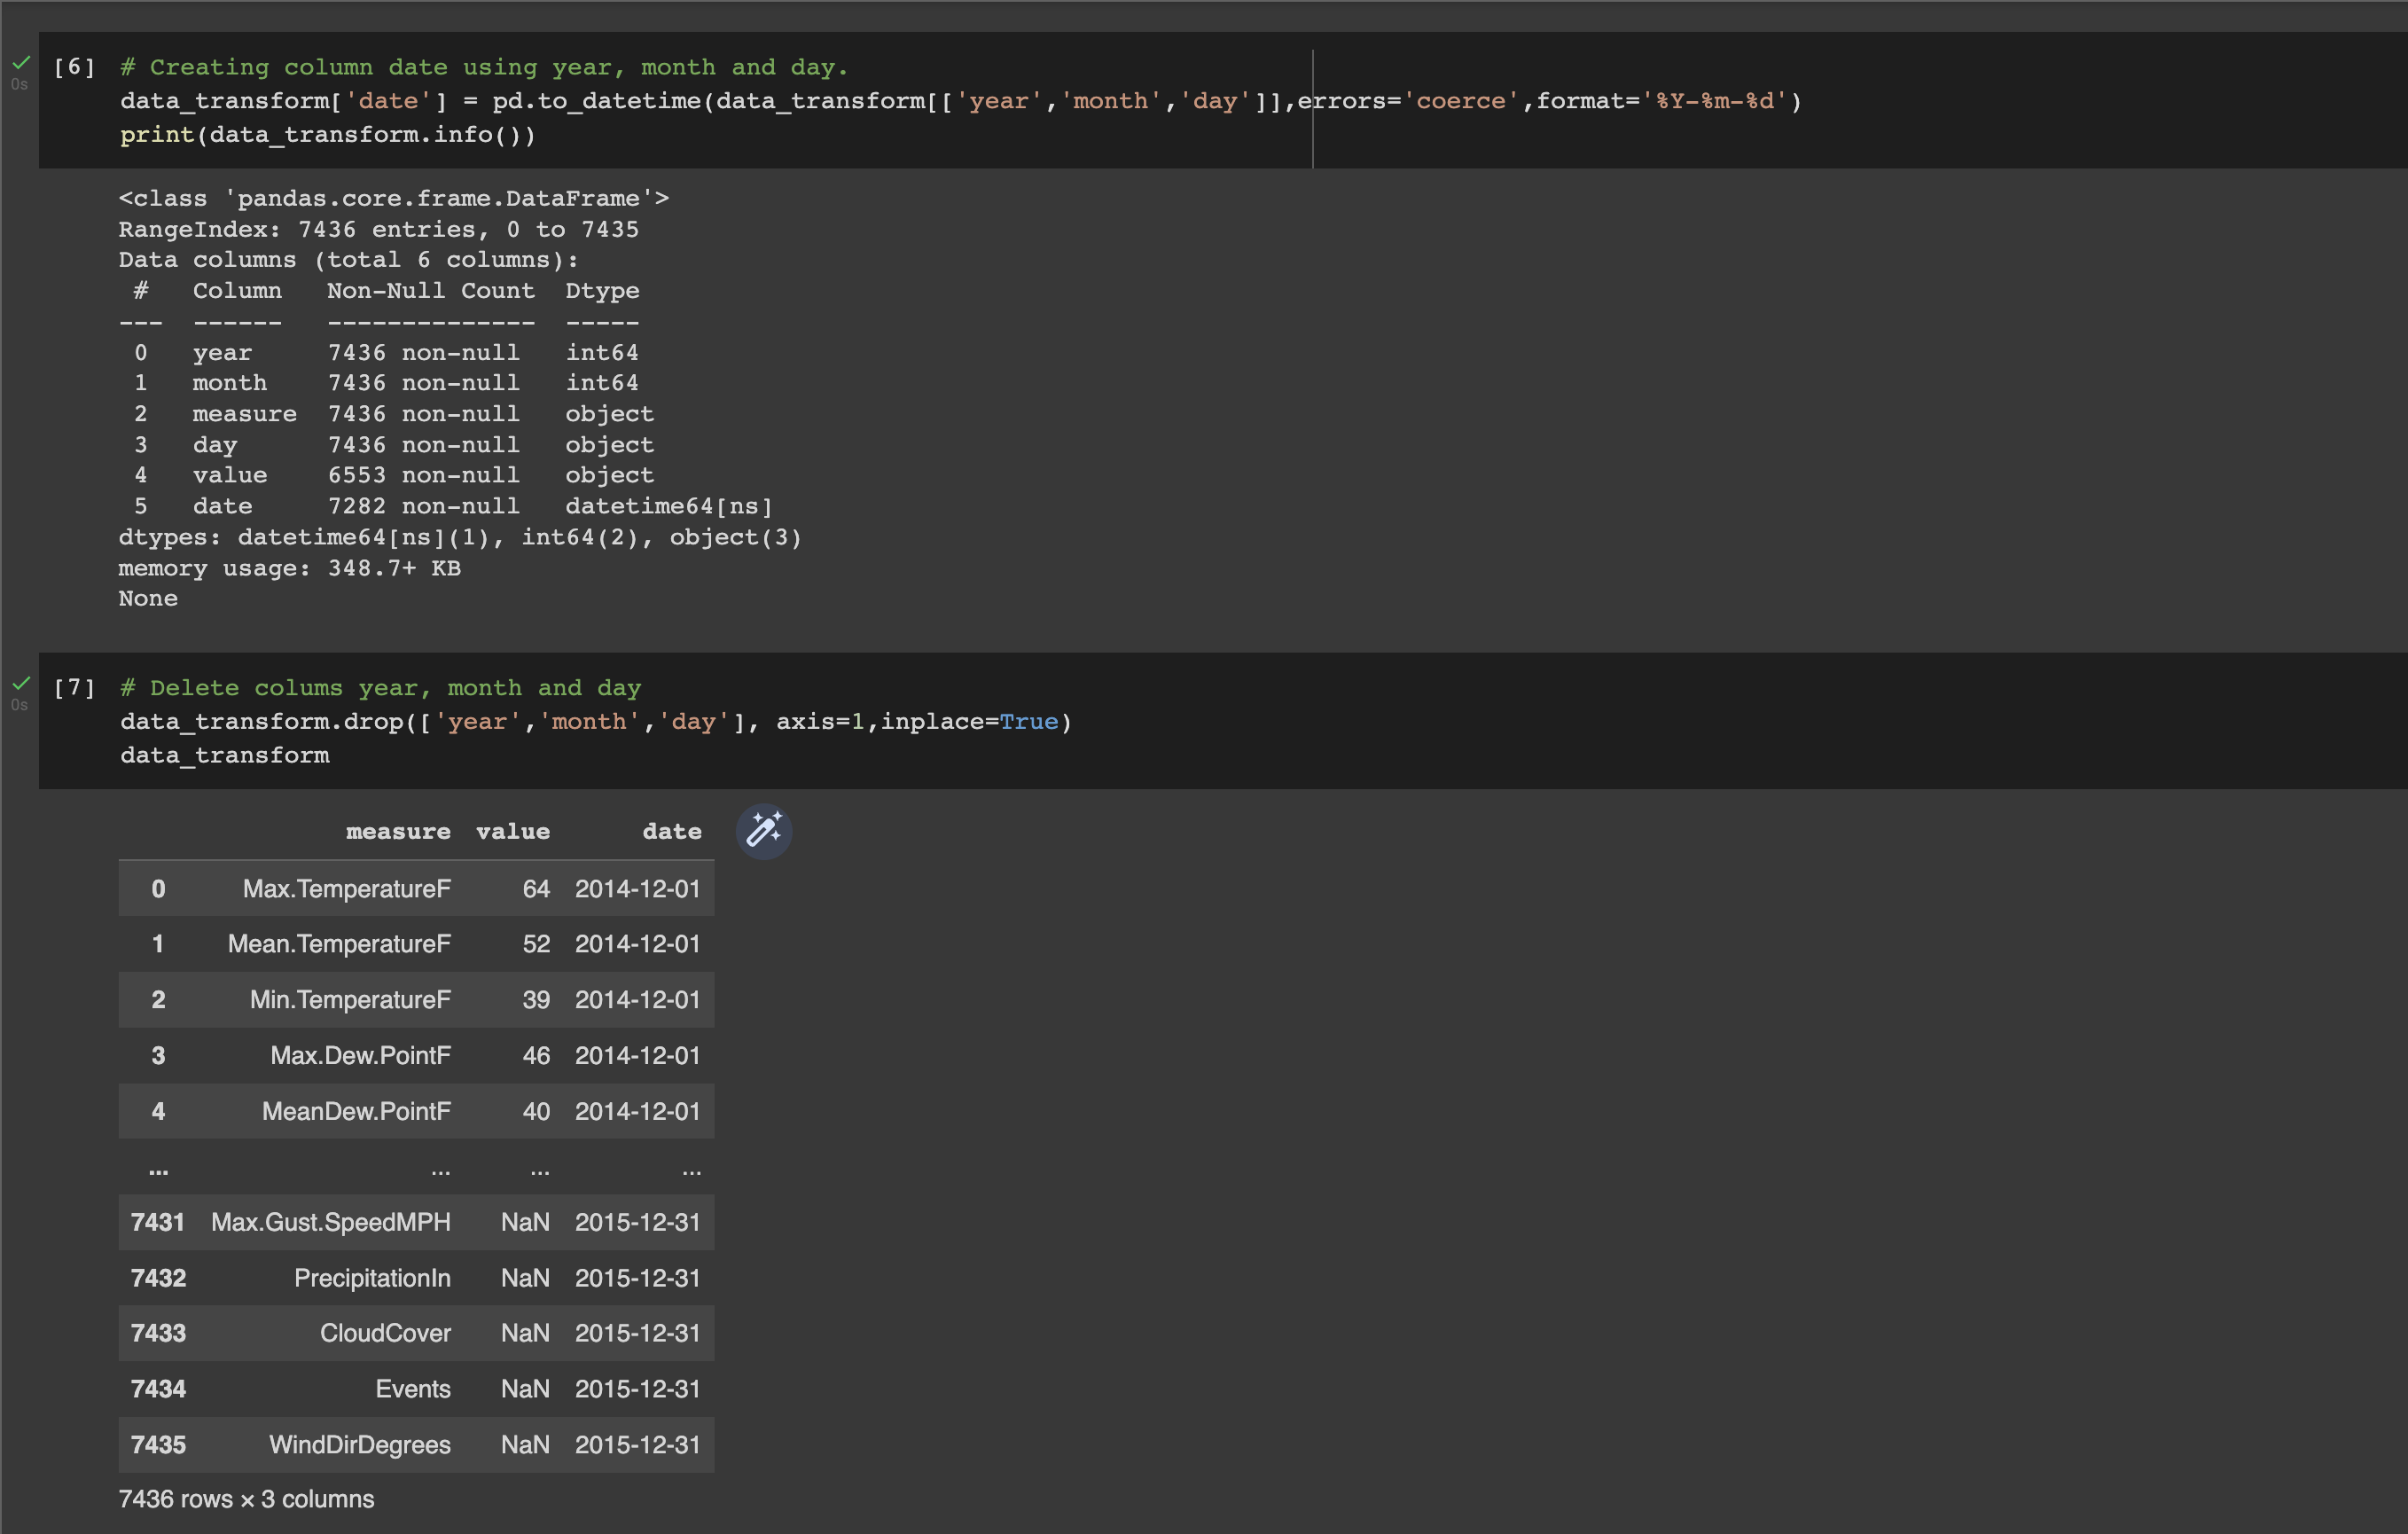 [6] # Creating column date using year, month and day.
data_transform['date'] = pd.to_datetime(data_transform[['year','month','day']],errors='coerce',format='%Y-%m-%d')
print(data_transform.info())
0s
<class 'pandas.core.frame.DataFrame'>
RangeIndex: 7436 entries, 0 to 7435
Data columns (total 6 columns):
#   Column   Non-Null Count  Dtype
---  ------   --------------  -----
0   year     7436 non-null   int64
1   month    7436 non-null   int64
2   measure  7436 non-null   object
3   day      7436 non-null   object
4   value    6553 non-null   object
5   date     7282 non-null   datetime64[ns]
dtypes: datetime64[ns](1), int64(2), object(3)
memory usage: 348.7+ KB
None
[7] # Delete colums year, month and day
0s
data_transform.drop(['year','month','day'], axis=1,inplace=True)
data_transform
measure value date
0 Max.TemperatureF 64 2014-12-01
1 Mean.TemperatureF 52 2014-12-01
2 Min.TemperatureF 39 2014-12-01
3 Max.Dew.PointF 46 2014-12-01
4 MeanDew.PointF 40 2014-12-01
... ... ... ...
7431 Max.Gust.SpeedMPH NaN 2015-12-31
7432 PrecipitationIn NaN 2015-12-31
7433 CloudCover NaN 2015-12-31
7434 Events NaN 2015-12-31
7435 WindDirDegrees NaN 2015-12-31
7436 rows × 3 columns